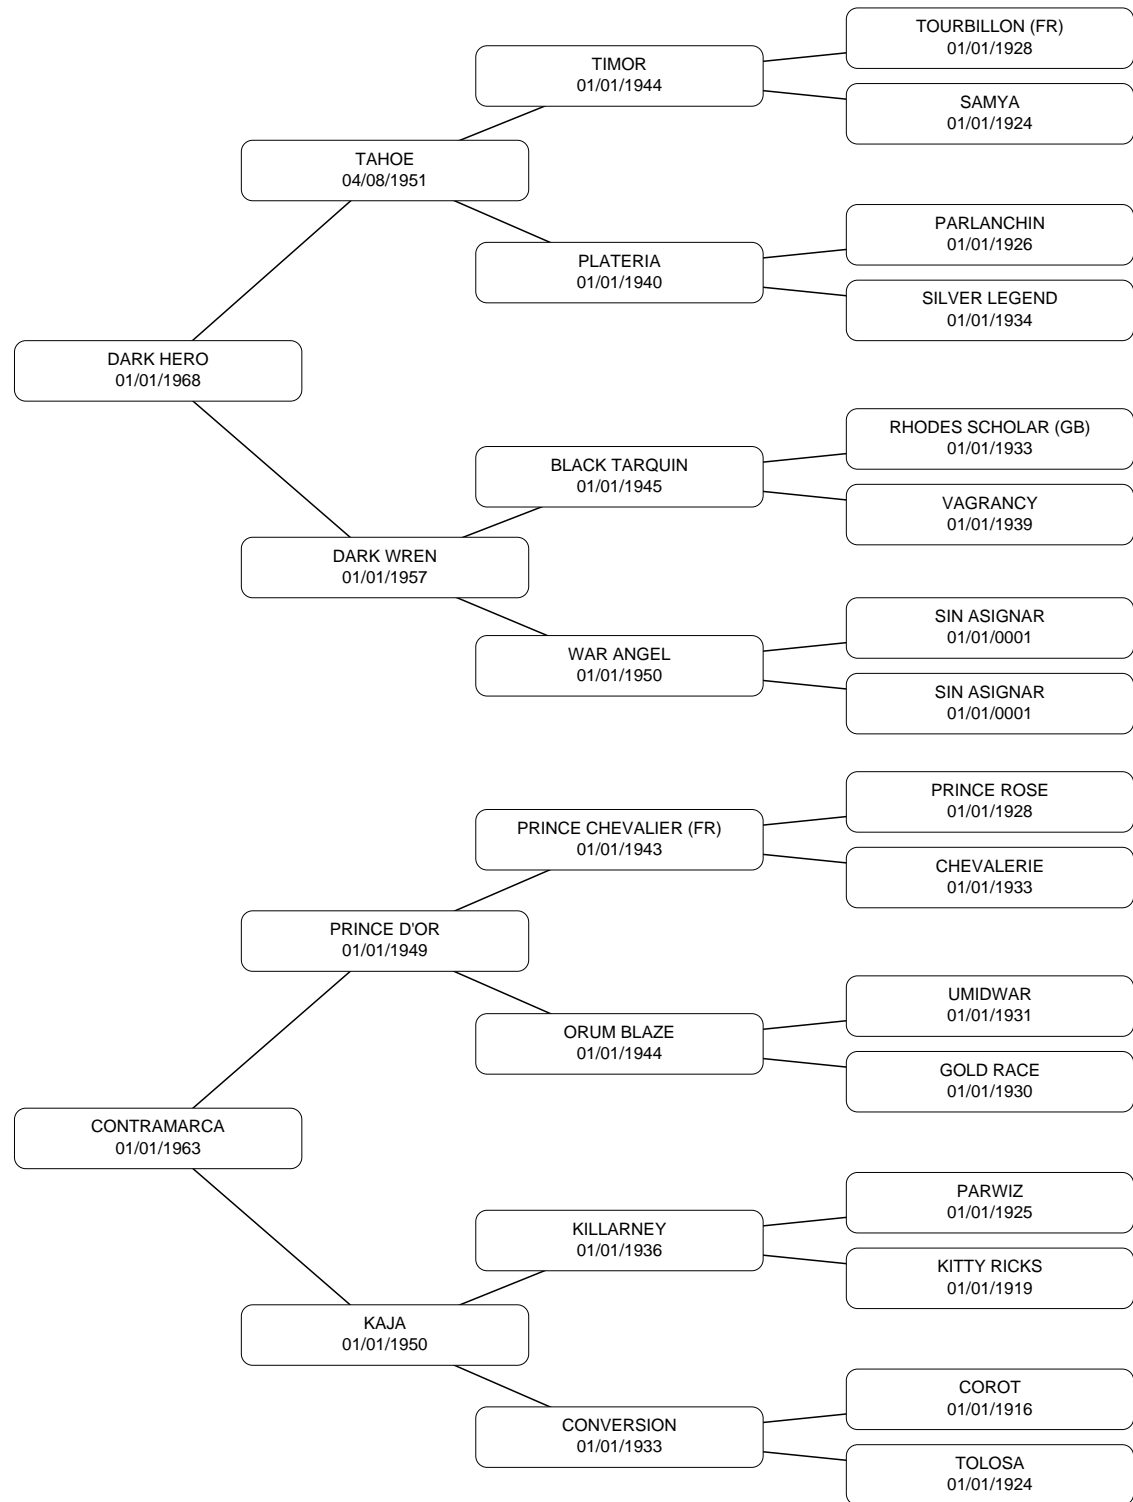 TOURBILLON (FR)
01/01/1928
TIMOR
01/01/1944
SAMYA
01/01/1924
TAHOE
04/08/1951
PARLANCHIN
01/01/1926
PLATERIA
01/01/1940
SILVER LEGEND
01/01/1934
DARK HERO
01/01/1968
RHODES SCHOLAR (GB)
01/01/1933
BLACK TARQUIN
01/01/1945
VAGRANCY
01/01/1939
DARK WREN
01/01/1957
SIN ASIGNAR
01/01/0001
WAR ANGEL
01/01/1950
SIN ASIGNAR
01/01/0001
PRINCE ROSE
01/01/1928
PRINCE CHEVALIER (FR)
01/01/1943
CHEVALERIE
01/01/1933
PRINCE D'OR
01/01/1949
UMIDWAR
01/01/1931
ORUM BLAZE
01/01/1944
GOLD RACE
01/01/1930
CONTRAMARCA
01/01/1963
PARWIZ
01/01/1925
KILLARNEY
01/01/1936
KITTY RICKS
01/01/1919
KAJA
01/01/1950
COROT
01/01/1916
CONVERSION
01/01/1933
TOLOSA
01/01/1924